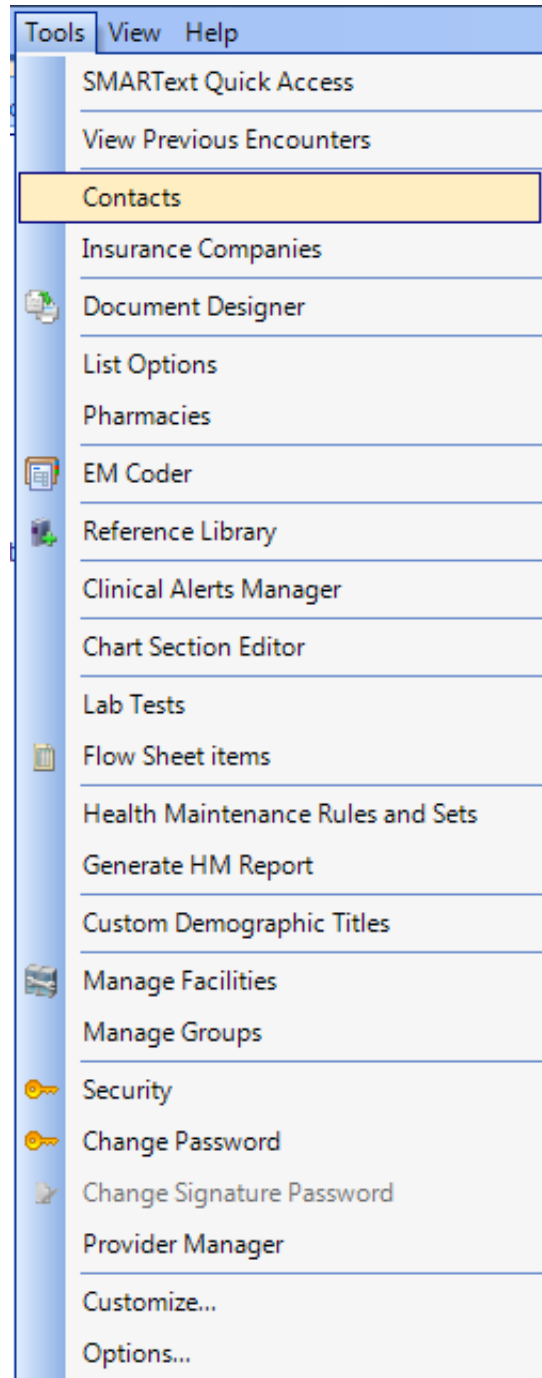 Tools View Help
SMARText Quick Access
View Previous Encounters
Contacts
Insurance Companies
Document Designer
List Options
Pharmacies
EM Coder
Reference Library
Clinical Alerts Manager
Chart Section Editor
Lab Tests
Flow Sheet items
Health Maintenance Rules and Sets
Generate HM Report
Custom Demographic Titles
Manage Facilities
Manage Groups
Security
Change Password
Change Signature Password
Provider Manager
Customize...
Options...